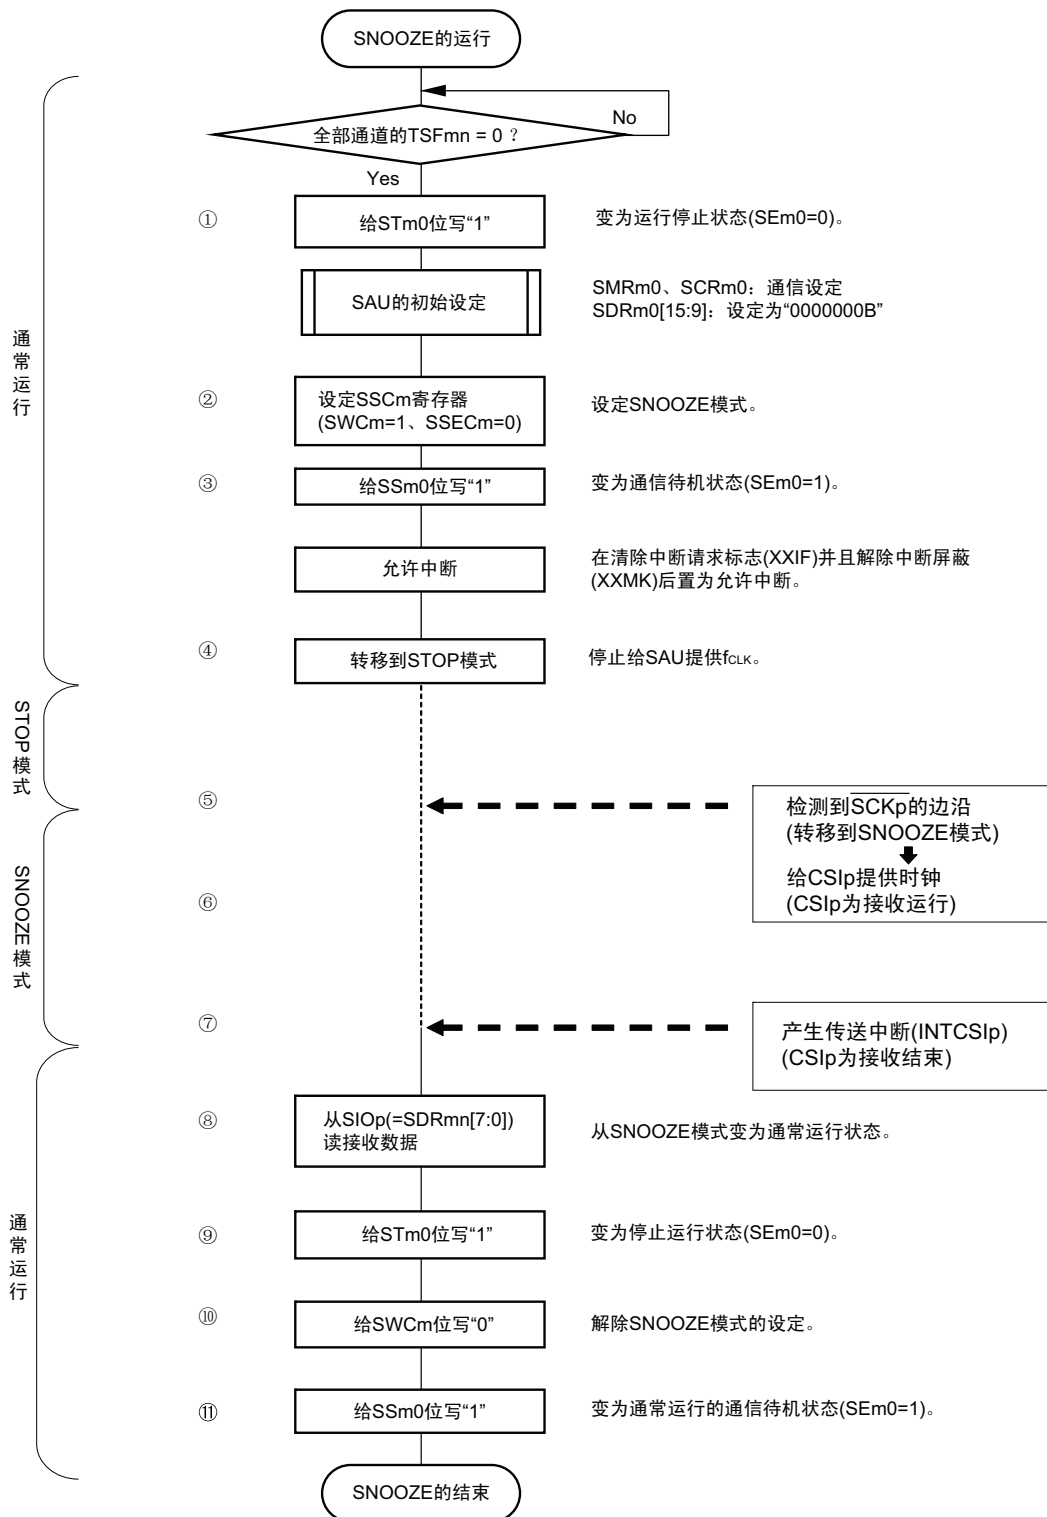 SNOOZE的运行
No
全部通道的TSFmn = 0 ？
Yes
①
给STm0位写“1”
变为运行停止状态(SEm0=0)。
SAU的初始设定
SMRm0、SCRm0：通信设定
SDRm0[15:9]：设定为“0000000B”
通常运行
②
设定SSCm寄存器
(SWCm=1、SSECm=0)
设定SNOOZE模式。
③
给SSm0位写“1”
变为通信待机状态(SEm0=1)。
允许中断
在清除中断请求标志(XXIF)并且解除中断屏蔽
(XXMK)后置为允许中断。
④
转移到STOP模式
停止给SAU提供fCLK。
STOP模式
⑤
检测到SCKp的边沿
(转移到SNOOZE模式)
给CSIp提供时钟
(CSIp为接收运行)
⑥
SNOOZE模式
⑦
产生传送中断(INTCSIp)
(CSIp为接收结束)
⑧
从SIOp(=SDRmn[7:0])
读接收数据
从SNOOZE模式变为通常运行状态。
通常运行
⑨
给STm0位写“1”
变为停止运行状态(SEm0=0)。
⑩
给SWCm位写“0”
解除SNOOZE模式的设定。
⑪
给SSm0位写“1”
变为通常运行的通信待机状态(SEm0=1)。
SNOOZE的结束